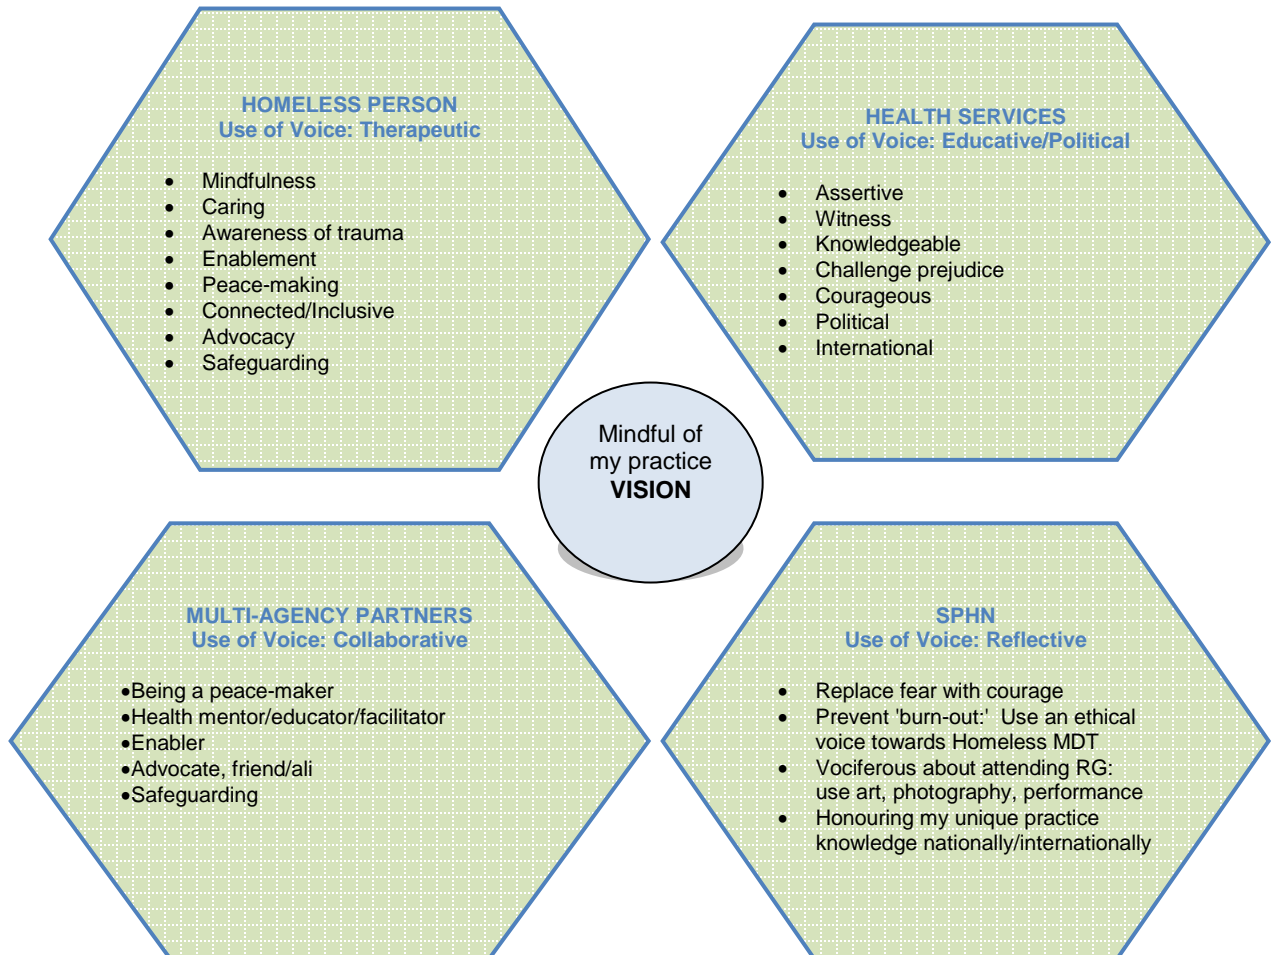 HOMELESS PERSON
Use of Voice: Therapeutic
• Mindfulness
• Caring
• Awareness of trauma
• Enablement
• Peace-making
• Connected/Inclusive
• Advocacy
• Safeguarding
HEALTH SERVICES
Use of Voice: Educative/Political
• Assertive
• Witness
• Knowledgeable
• Challenge prejudice
• Courageous
• Political
• International
Mindful of
my practice
VISION
MULTI-AGENCY PARTNERS
Use of Voice: Collaborative
•Being a peace-maker
•Health mentor/educator/facilitator
•Enabler
•Advocate, friend/ali
•Safeguarding
SPHN
Use of Voice: Reflective
• Replace fear with courage
• Prevent 'burn-out:' Use an ethical
voice towards Homeless MDT
• Vociferous about attending RG:
use art, photography, performance
• Honouring my unique practice
knowledge nationally/internationally